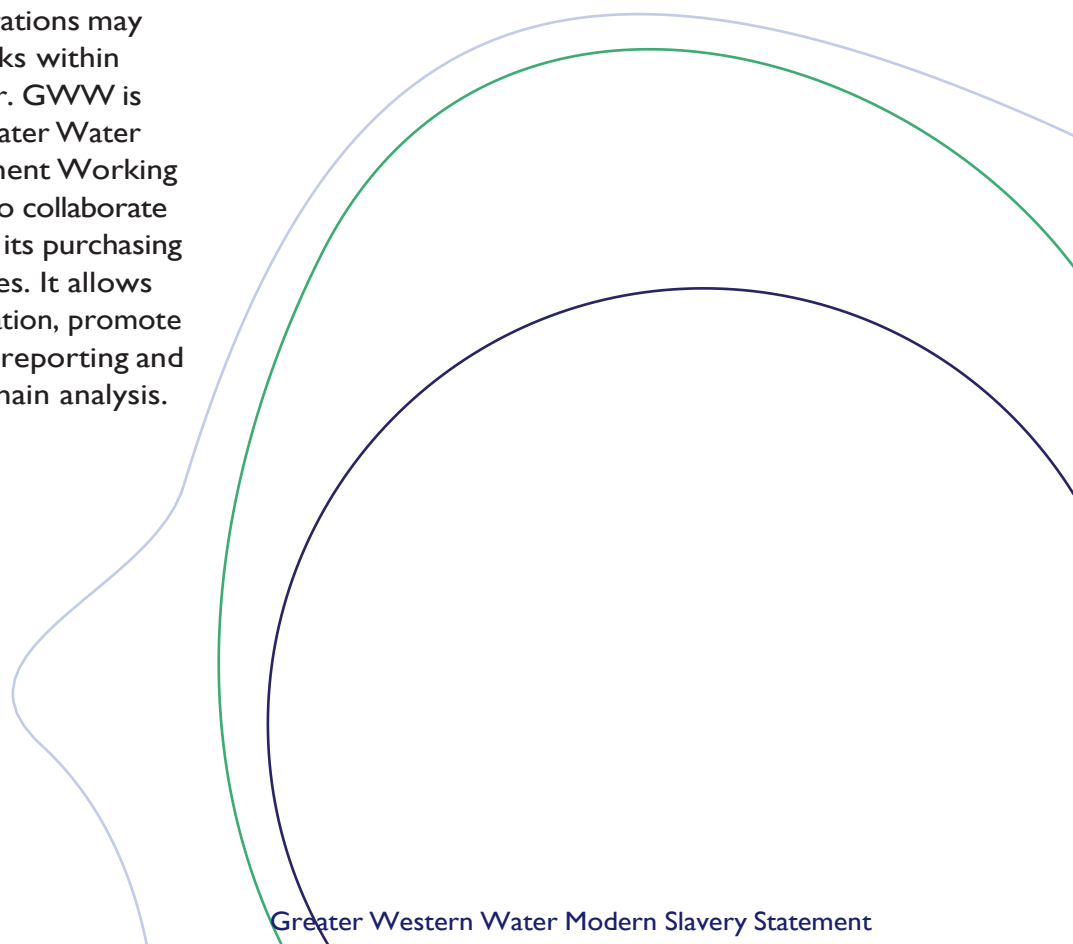 ations may
ks within
r. GWW is
ater Water
nent Working
o collaborate
its purchasing
es. It allows
ation, promote
reporting and
hain analysis.
Greater Western Water Modern Slavery Statement